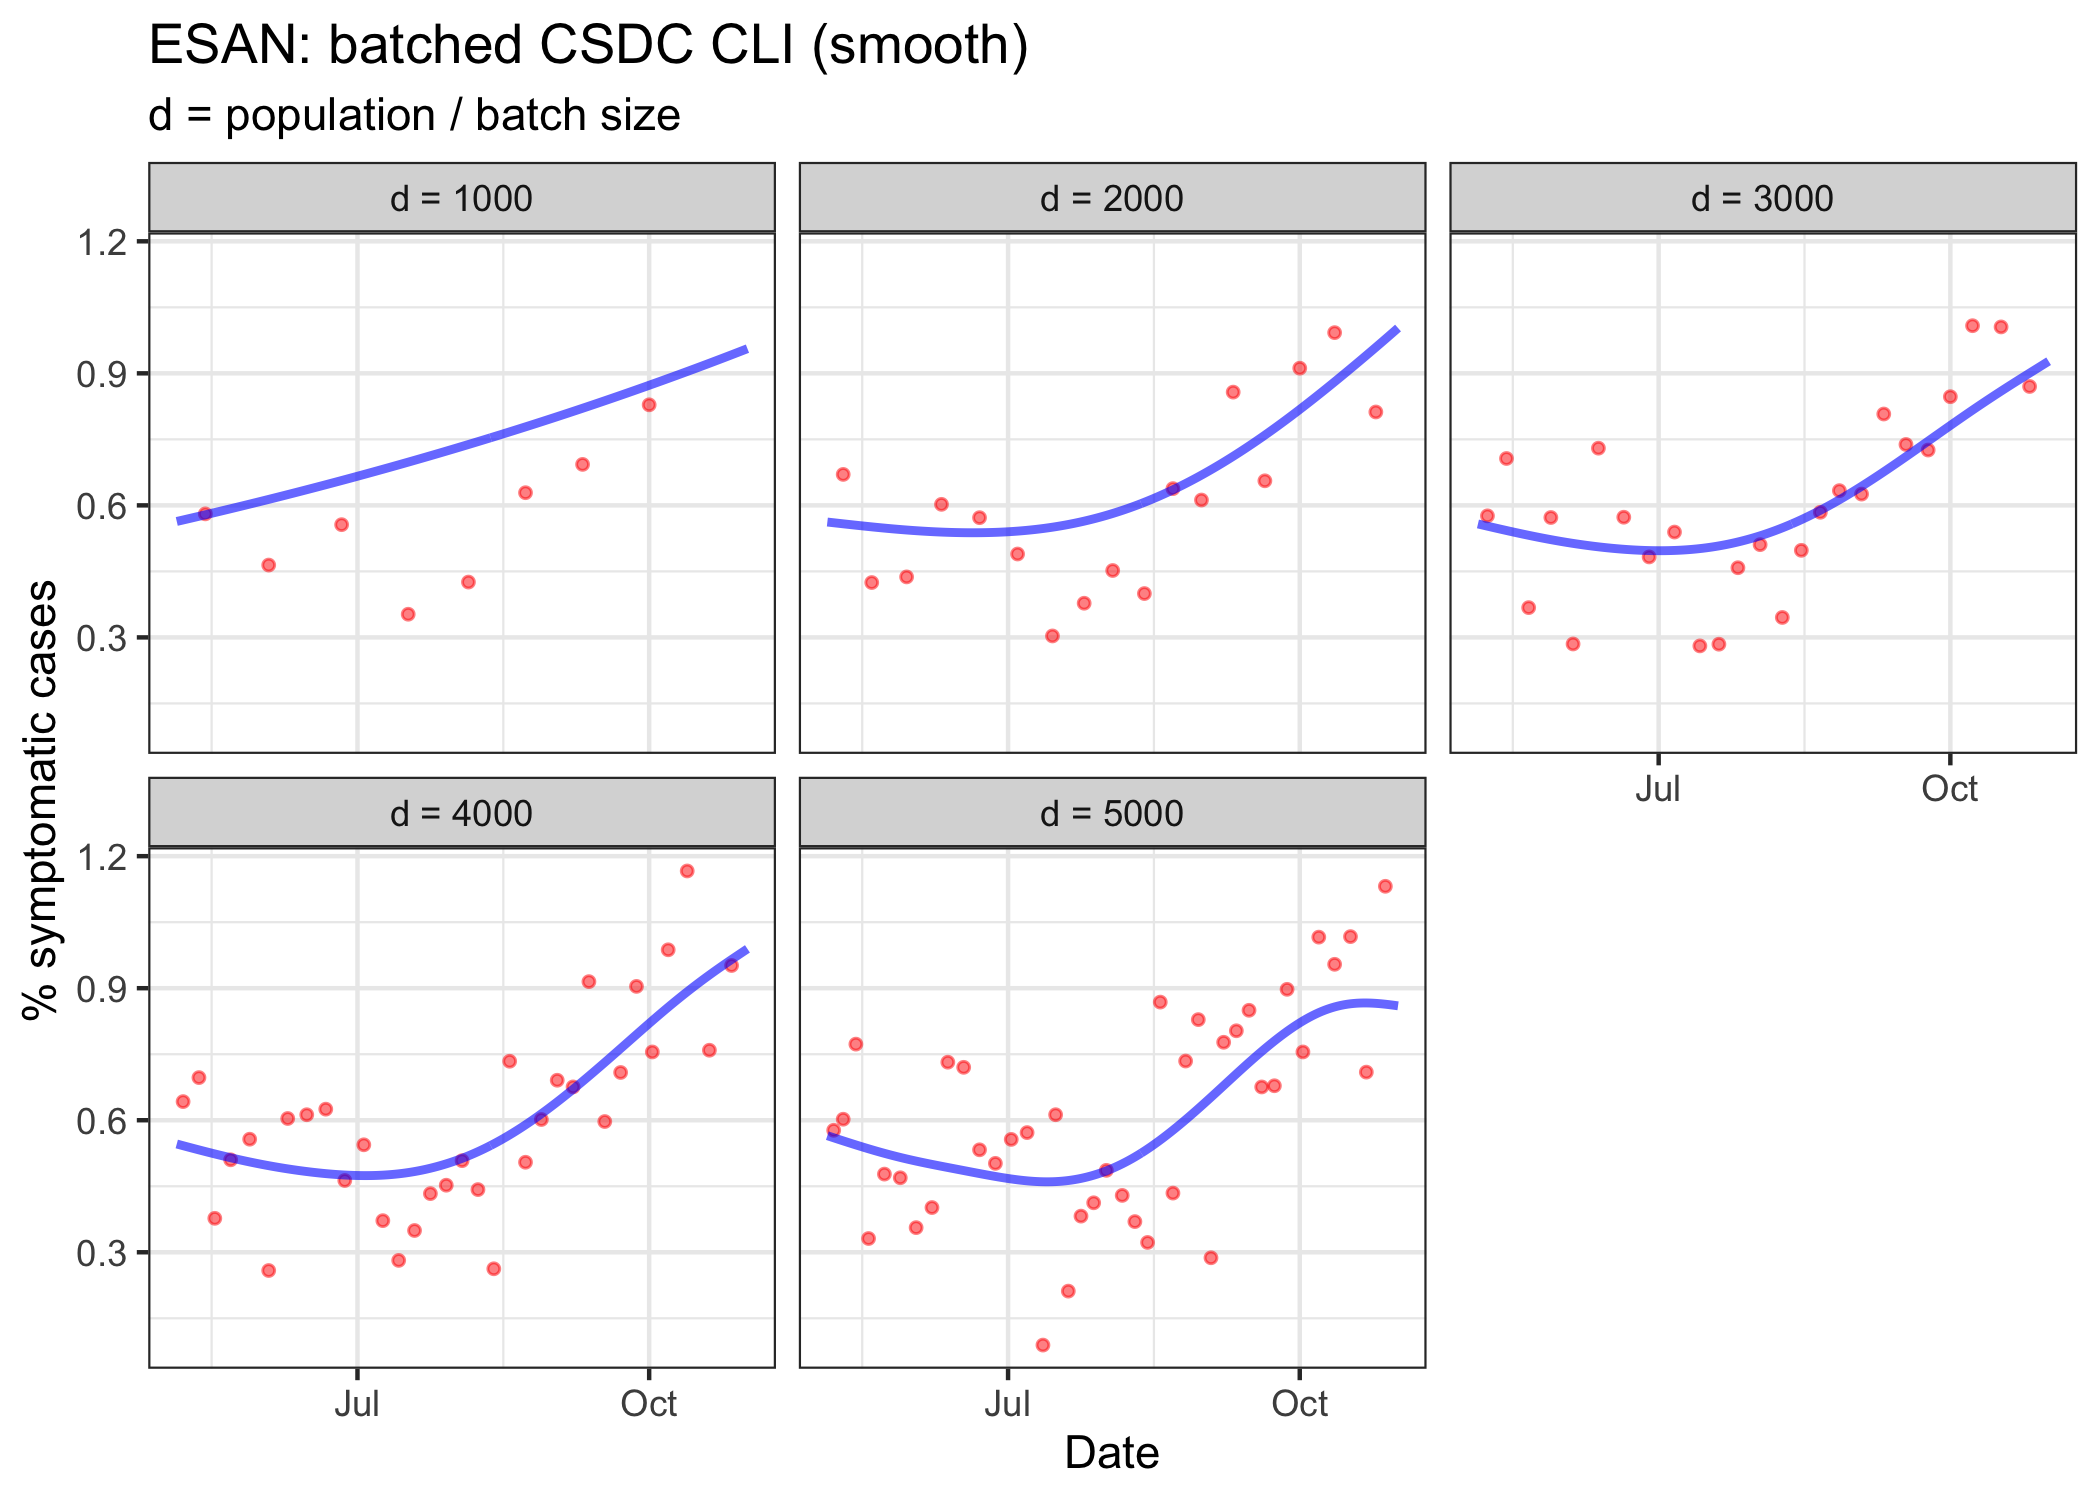 ESAN: batched CSDC CLI (smooth)
d = population / batch size
d = 1000
d = 2000
d = 3000
1.2
0.9
0.6
0.3
Jul
Oct
d = 4000
d = 5000
1.2
0.9
0.6
0.3
Jul
Oct
Jul
Oct
% symptomatic cases
Date